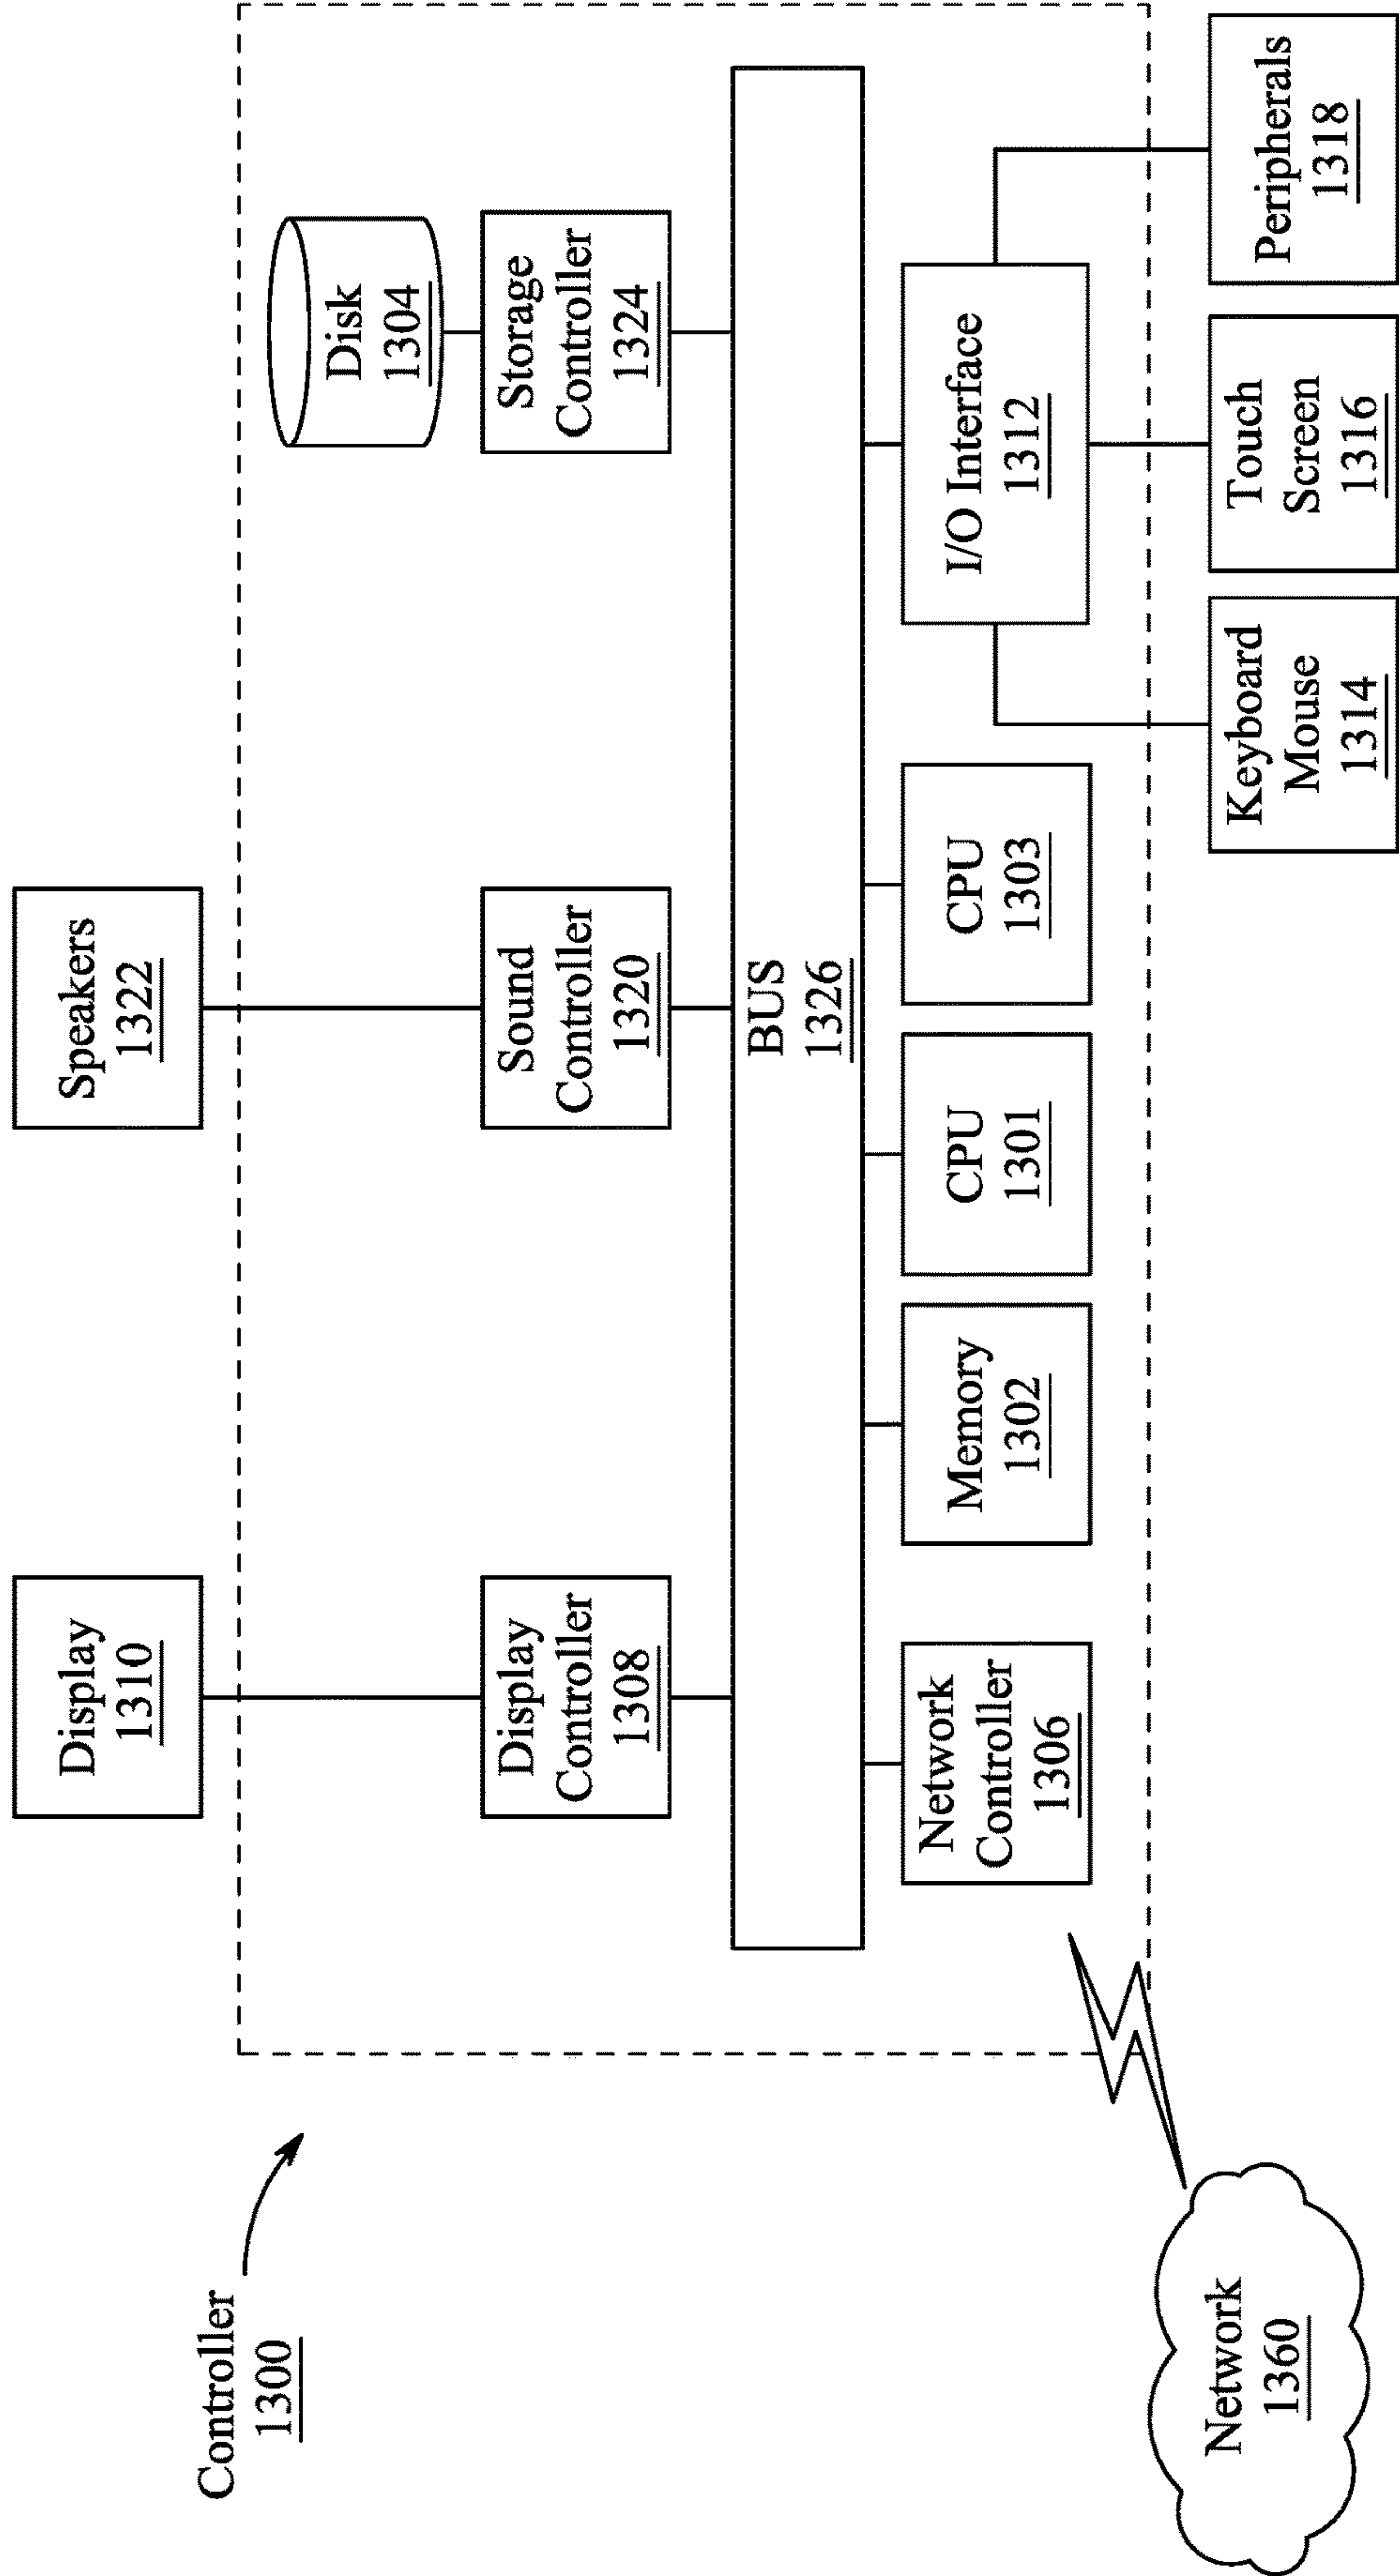 Controller
1300
Display
1310
Speakers
1322
Disk
1304
Display
Controller
1308
Sound
Controller
1320
Storage
Controller
1324
BUS
1326
Network
Controller
1306
Memory
1302
CPU
1301
CPU
1303
I/O Interface
1312
Network
1360
Keyboard
Mouse
1314
Touch
Screen
1316
Peripherals
1318